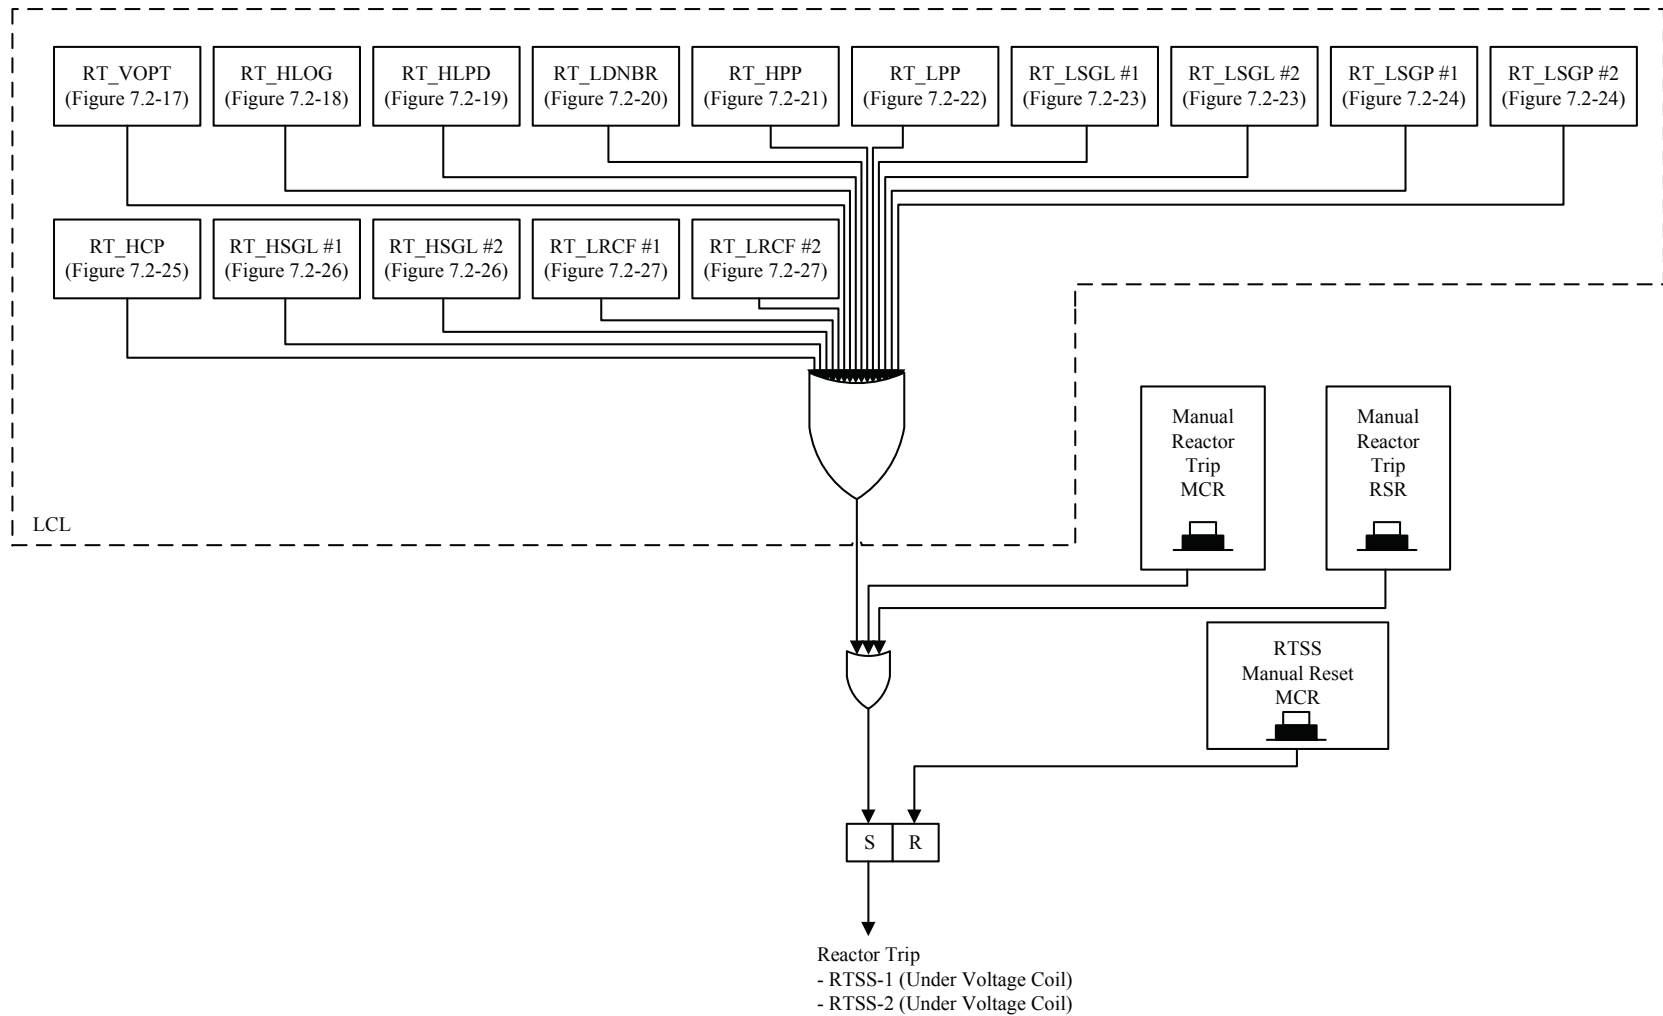 RT_VOPT
(Figure 7.2-17)
RT_HLOG
(Figure 7.2-18)
RT_HLPD
(Figure 7.2-19)
RT_LDNBR
(Figure 7.2-20)
RT_HPP
(Figure 7.2-21)
RT_LPP
(Figure 7.2-22)
RT_LSGL #1
(Figure 7.2-23)
RT_LSGL #2
(Figure 7.2-23)
RT_LSGP #1
(Figure 7.2-24)
RT_LSGP #2
(Figure 7.2-24)
RT_HCP
(Figure 7.2-25)
RT_HSGL #1
(Figure 7.2-26)
RT_HSGL #2
(Figure 7.2-26)
RT_LRCF #1
(Figure 7.2-27)
RT_LRCF #2
(Figure 7.2-27)
LCL
Manual
Reactor
Trip
MCR
Manual
Reactor
Trip
RSR
RTSS
Manual Reset
MCR
S
R
Reactor Trip
- RTSS-1 (Under Voltage Coil)
- RTSS-2 (Under Voltage Coil)